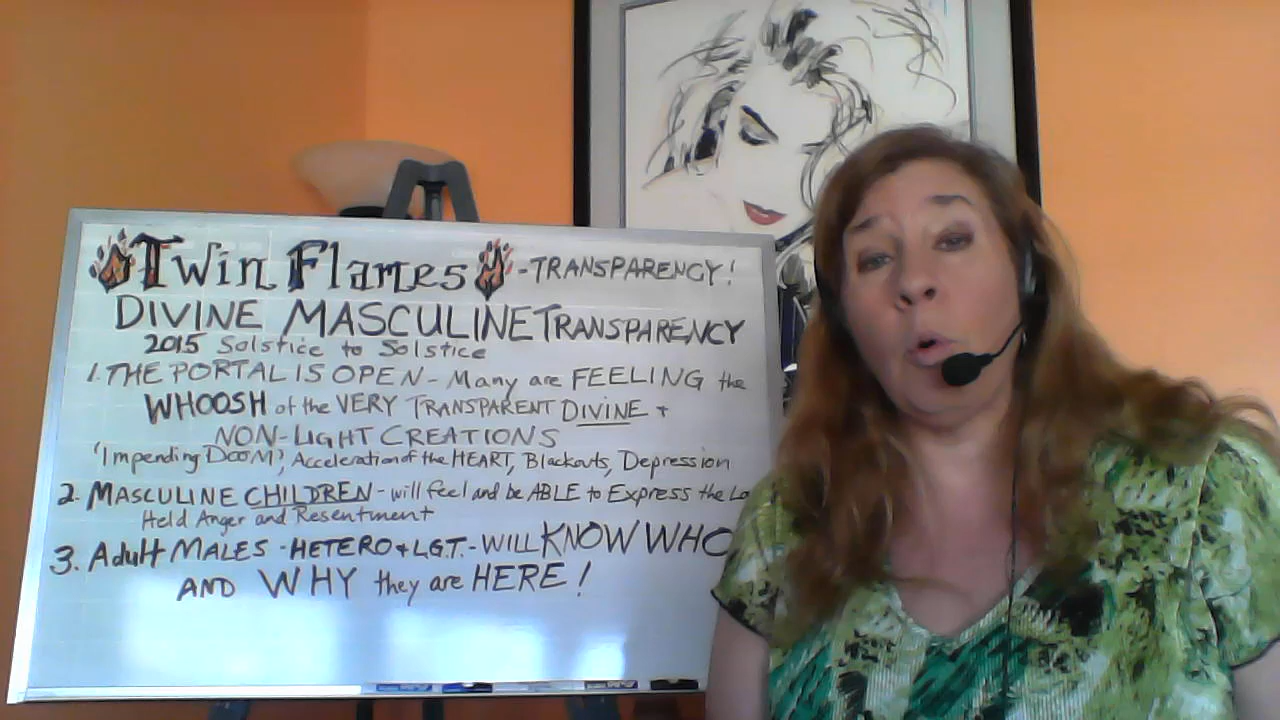 Twin Flames - TRANSPARENCY!
DIVINE MASCULINE TRANSPARENCY
2015 Solstice to Solstice
1. THE PORTAL IS OPEN - Many are FEELING the
WHOOSH of the VERY TRANSPARENT DIVINE +
NON-LIGHT CREATIONS
'Impending DOOM', Acceleration of the HEART, Blackouts, Depression
2. MASCULINE CHILDREN - will feel and be ABLE to Express the
Held Anger and Resentment
3. Adult MALES - HETERO + L.G.T. - WILL KNOW WHO
AND WHY they are HERE!